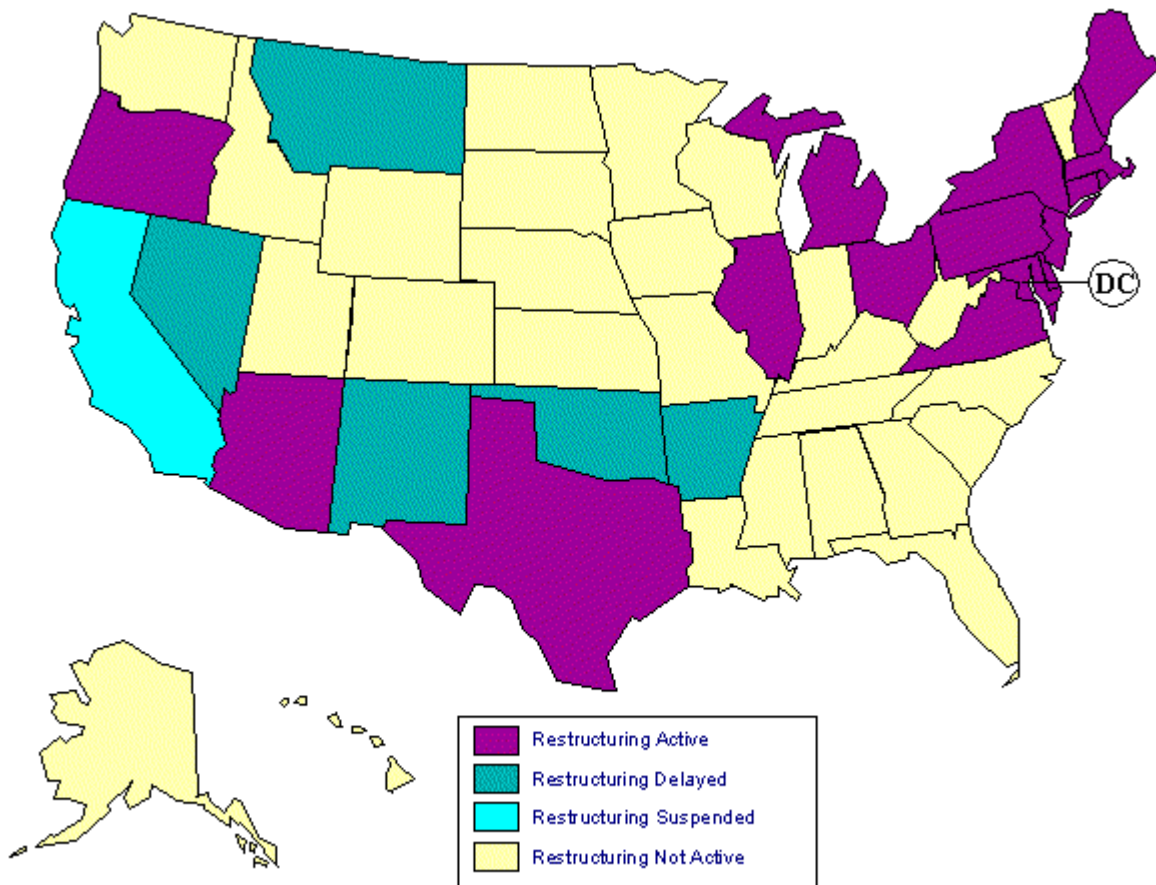 DC
Restructuring Active
Restructuring Delayed
Restructuring Suspended
Restructuring Not Active